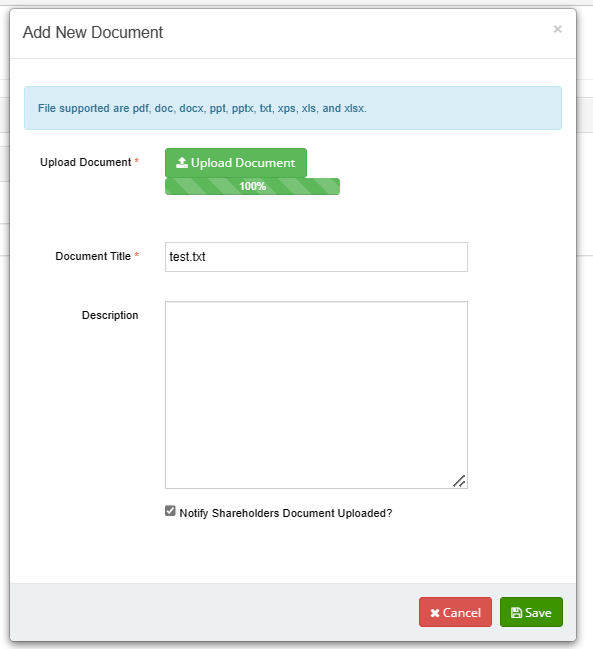 Add New Document
×
File supported are pdf, doc, docx, ppt, pptx, txt, xps, xls, and xlsx.
Upload Document * Upload Document
100%
Document Title * test.txt
Description
Notify Shareholders Document Uploaded?
Cancel Save